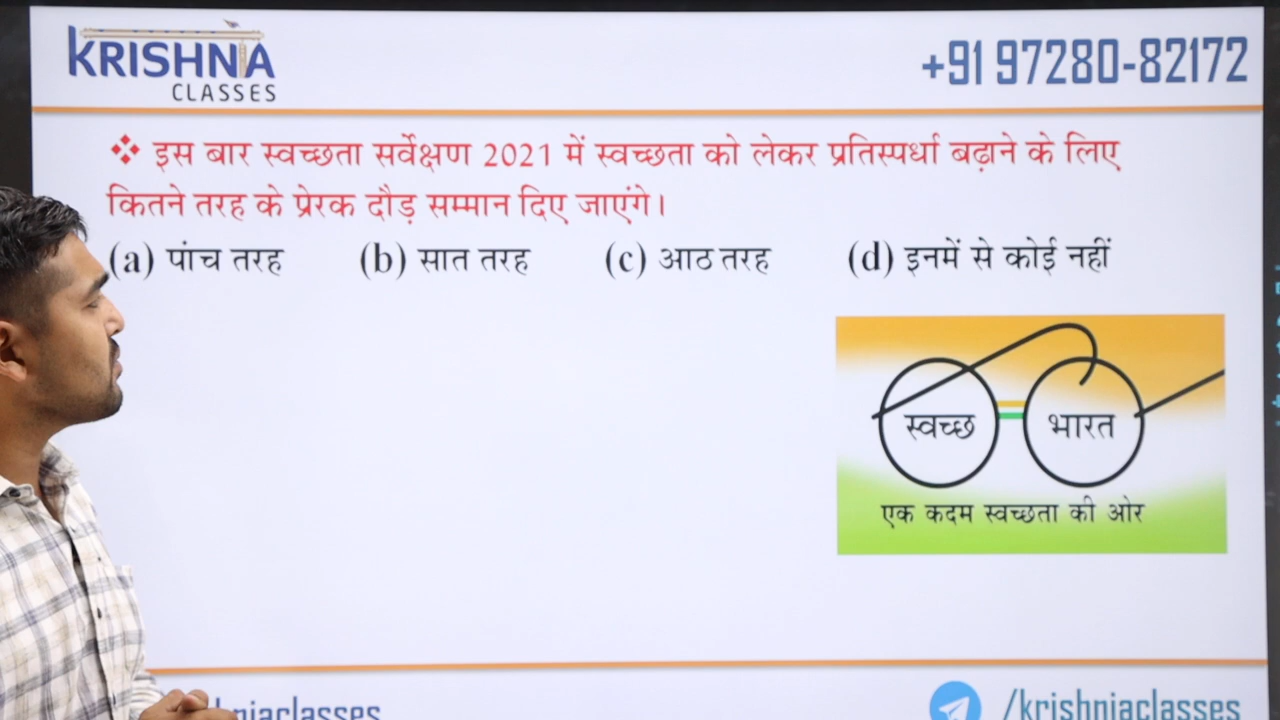 KRISHNIA
CLASSES
+91 97280-82172
❖ इस बार स्वच्छता सर्वेक्षण 2021 में स्वच्छता को लेकर प्रतिस्पर्धा बढ़ाने के लिए
कितने तरह के प्रेरक दौड़ सम्मान दिए जाएंगे।
(a) पांच तरह (b) सात तरह (c) आठ तरह (d) इनमें से कोई नहीं
स्वच्छ भारत
एक कदम स्वच्छता की ओर
/krishniaclasses